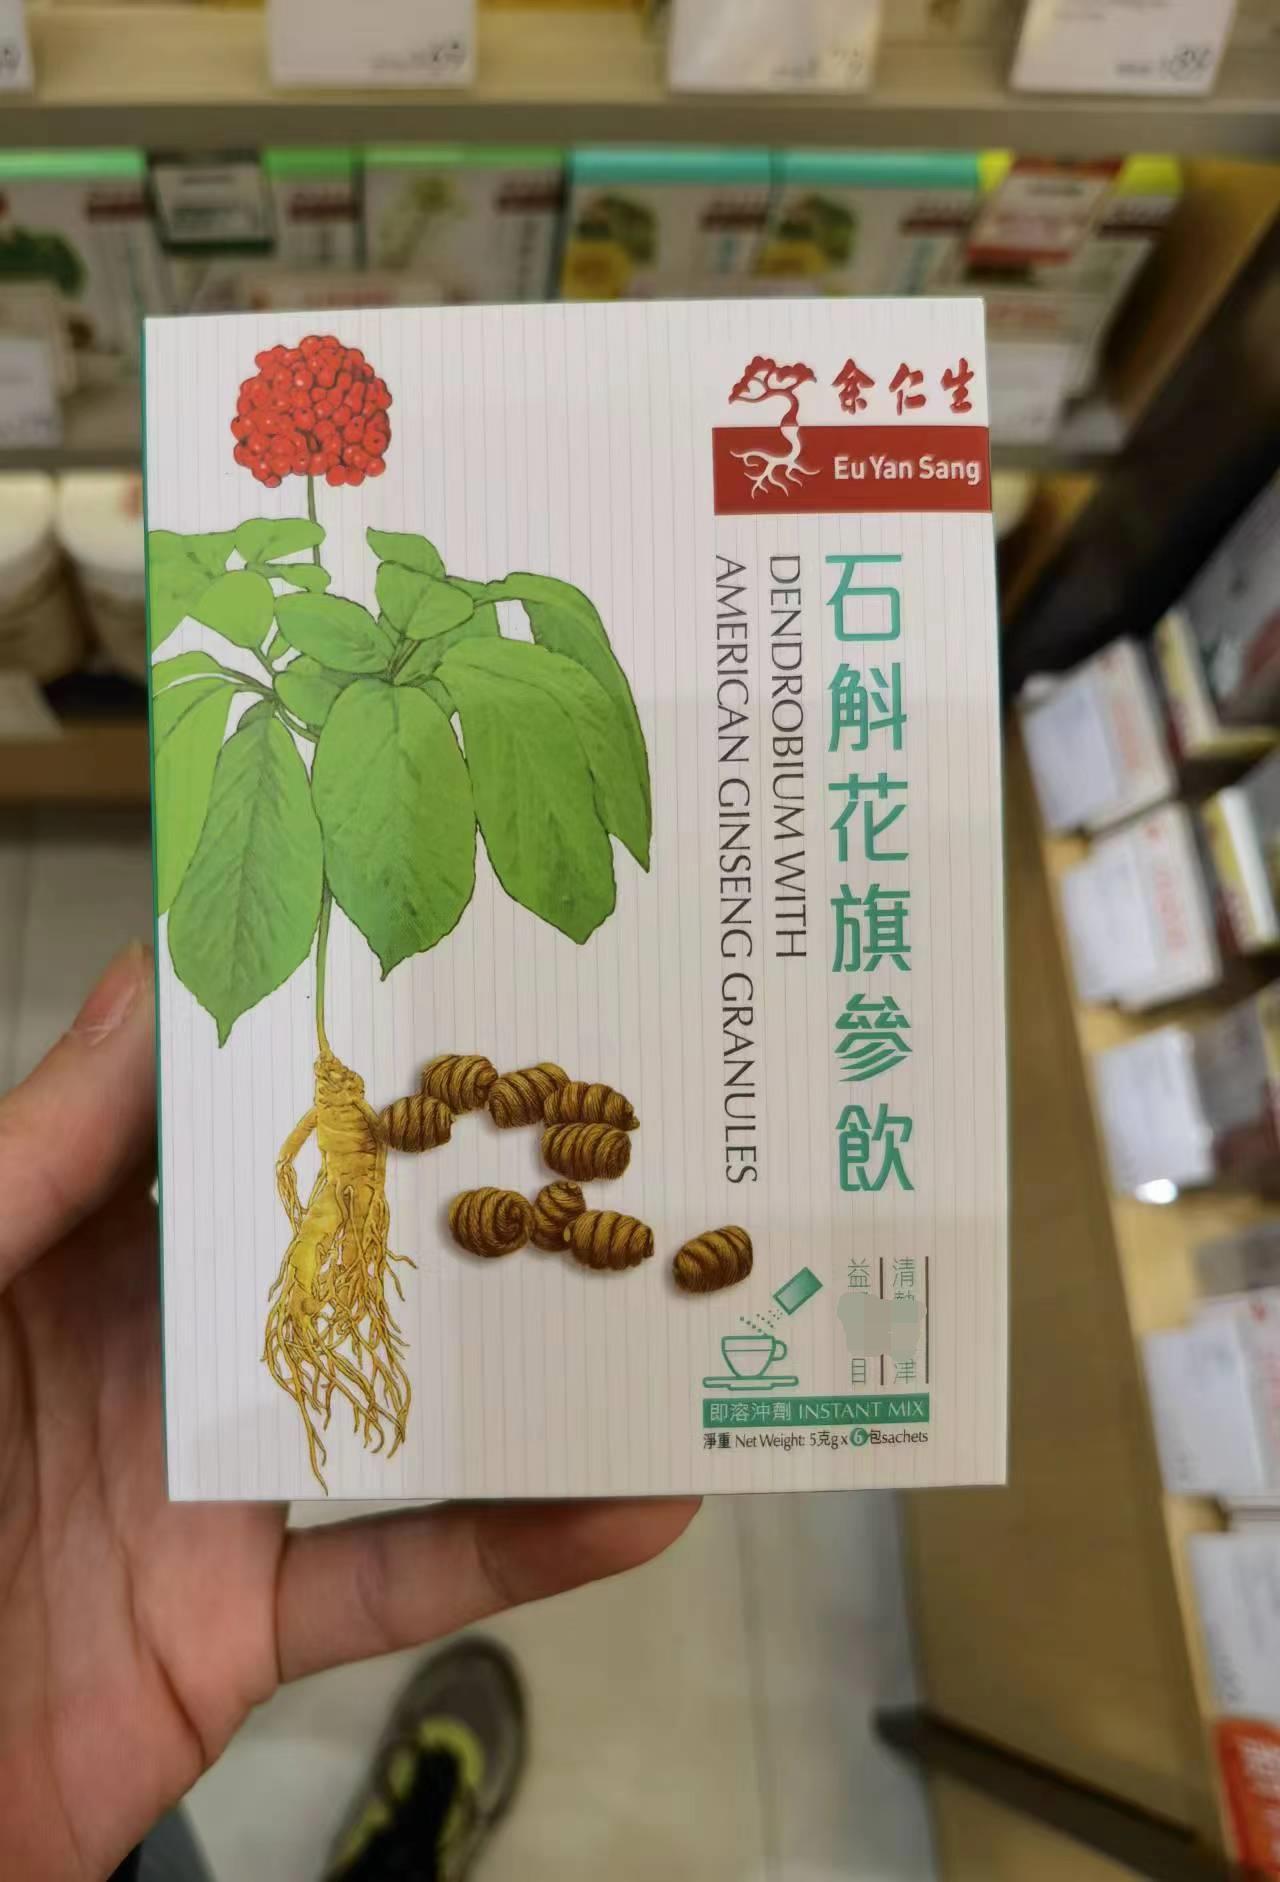 余仁生
Eu Yan Sang
石斛花旗參飲
DENDROBIUM WITH
AMERICAN GINSENG GRANULES
清
津
益
目
即溶沖劑 INSTANT MIX
淨重 Net Weight: 5克g x 6包sachets